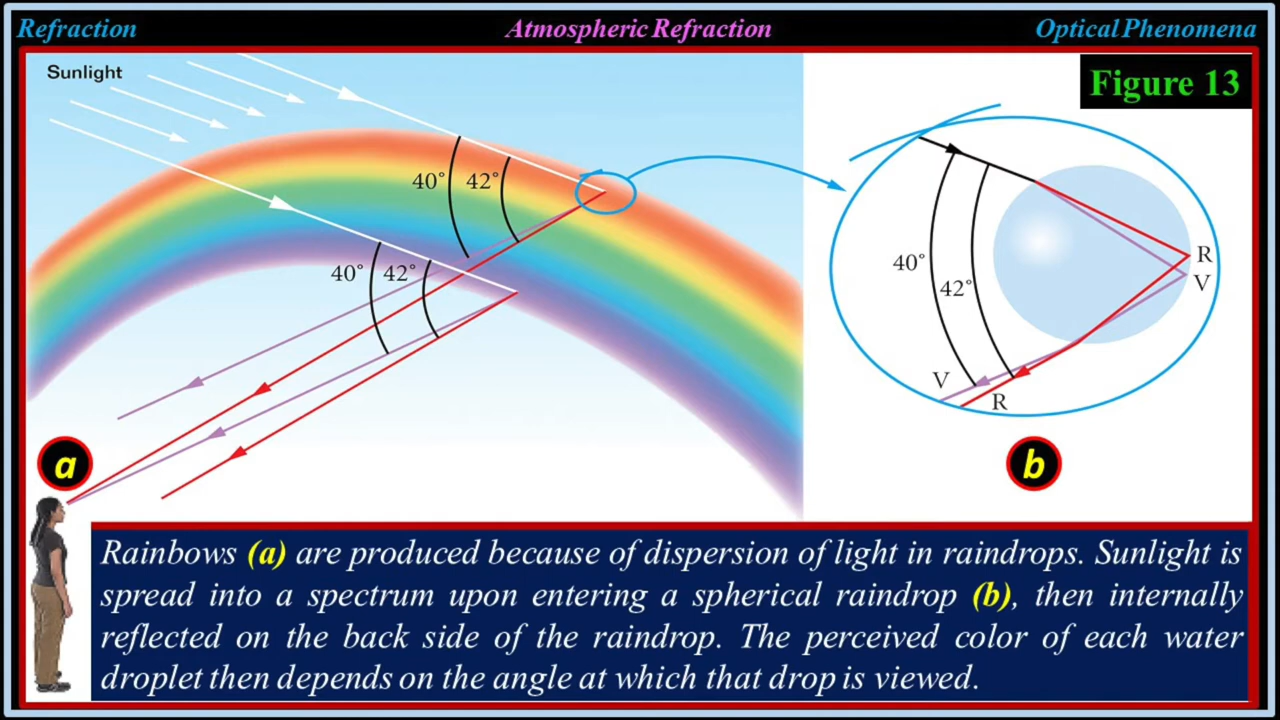 Refraction
Atmospheric Refraction
Optical Phenomena
Sunlight
Figure 13
40°
42°
40°
42°
40°
42°
R
V
V
R
a
b
Rainbows (a) are produced because of dispersion of light in raindrops. Sunlight is
spread into a spectrum upon entering a spherical raindrop (b), then internally
reflected on the back side of the raindrop. The perceived color of each water
droplet then depends on the angle at which that drop is viewed.